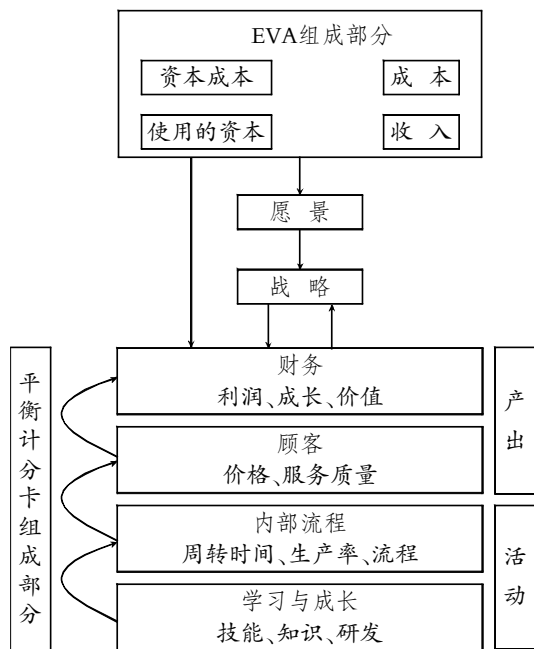 EVA组成部分
资本成本
成 本
使用的资本
收 入
愿 景
战 略
平衡计分卡组成部分
财务
利润、成长、价值
顾客
价格、服务质量
产出
内部流程
周转时间、生产率、流程
学习与成长
技能、知识、研发
活动